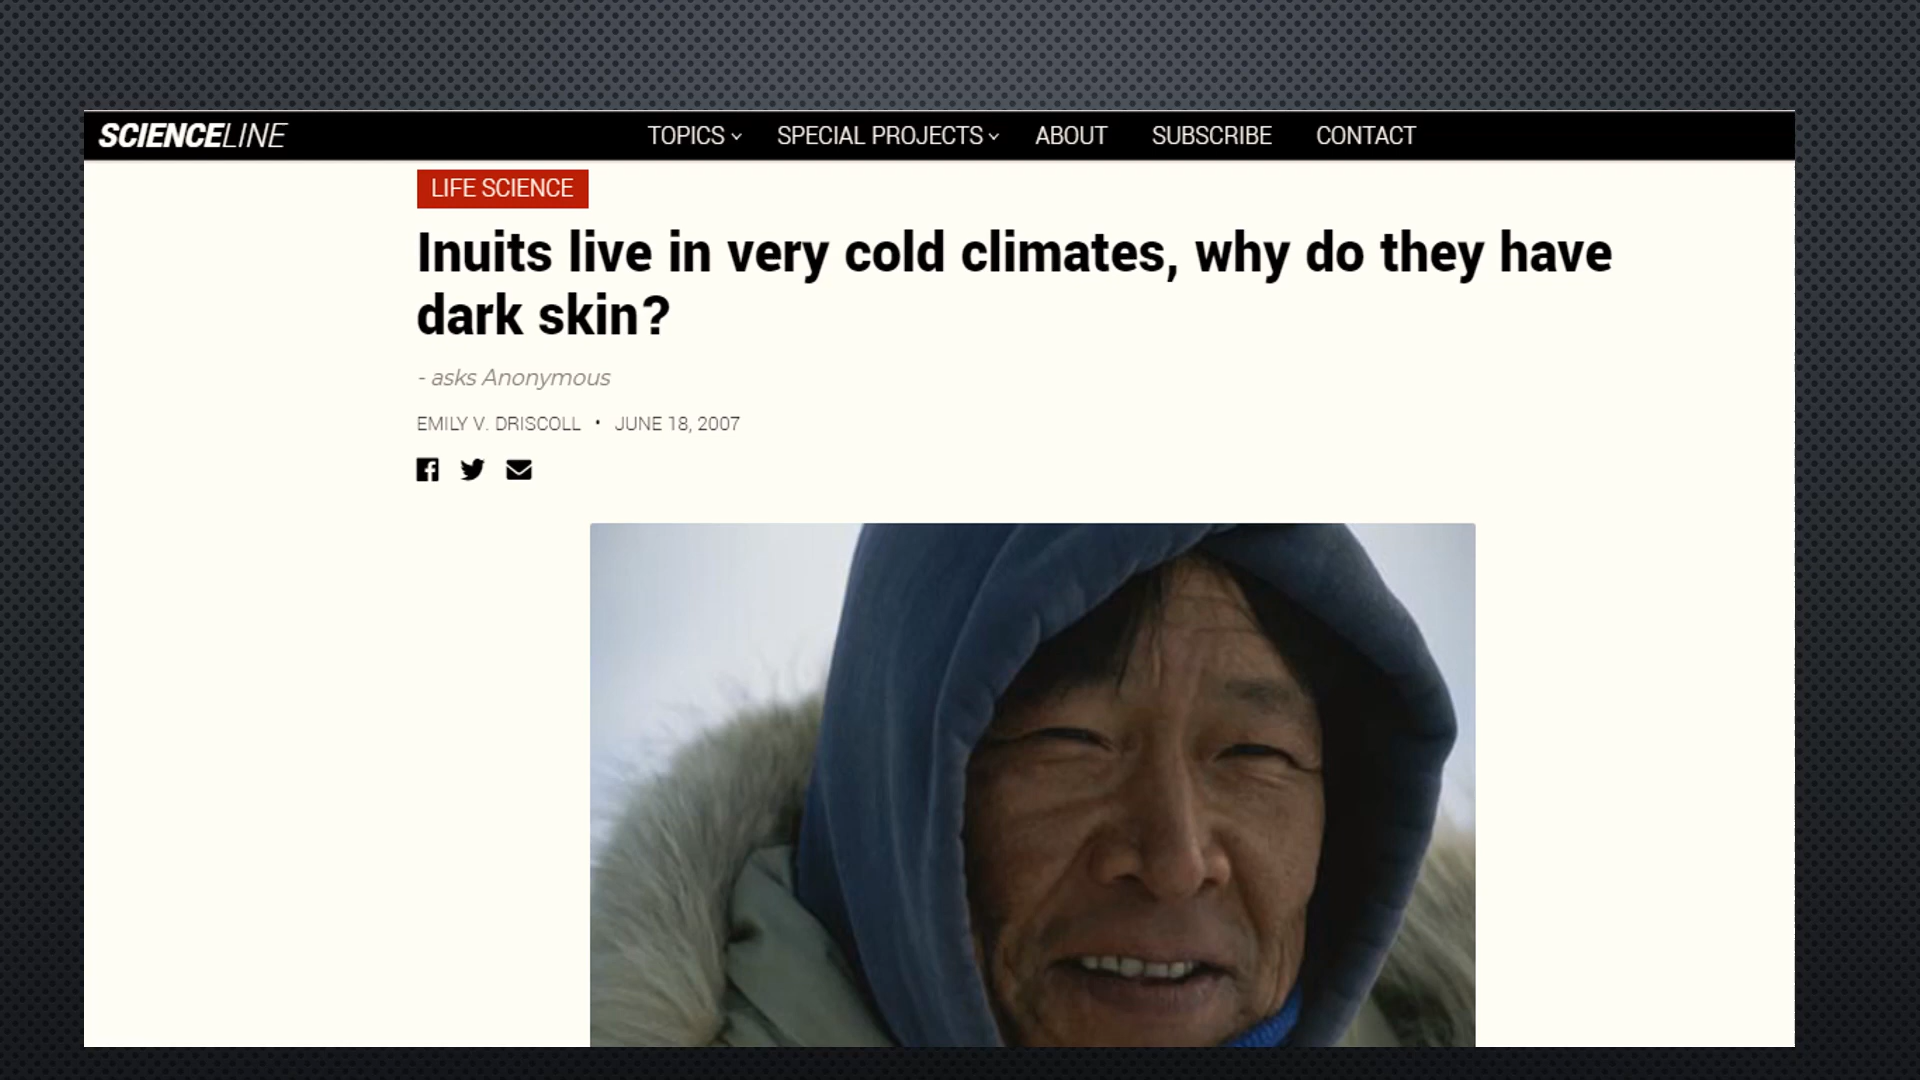 SCIENCELINE
TOPICS SPECIAL PROJECTS ABOUT SUBSCRIBE CONTACT
LIFE SCIENCE
Inuits live in very cold climates, why do they have
dark skin?
- asks Anonymous
EMILY V. DRISCOLL • JUNE 18, 2007